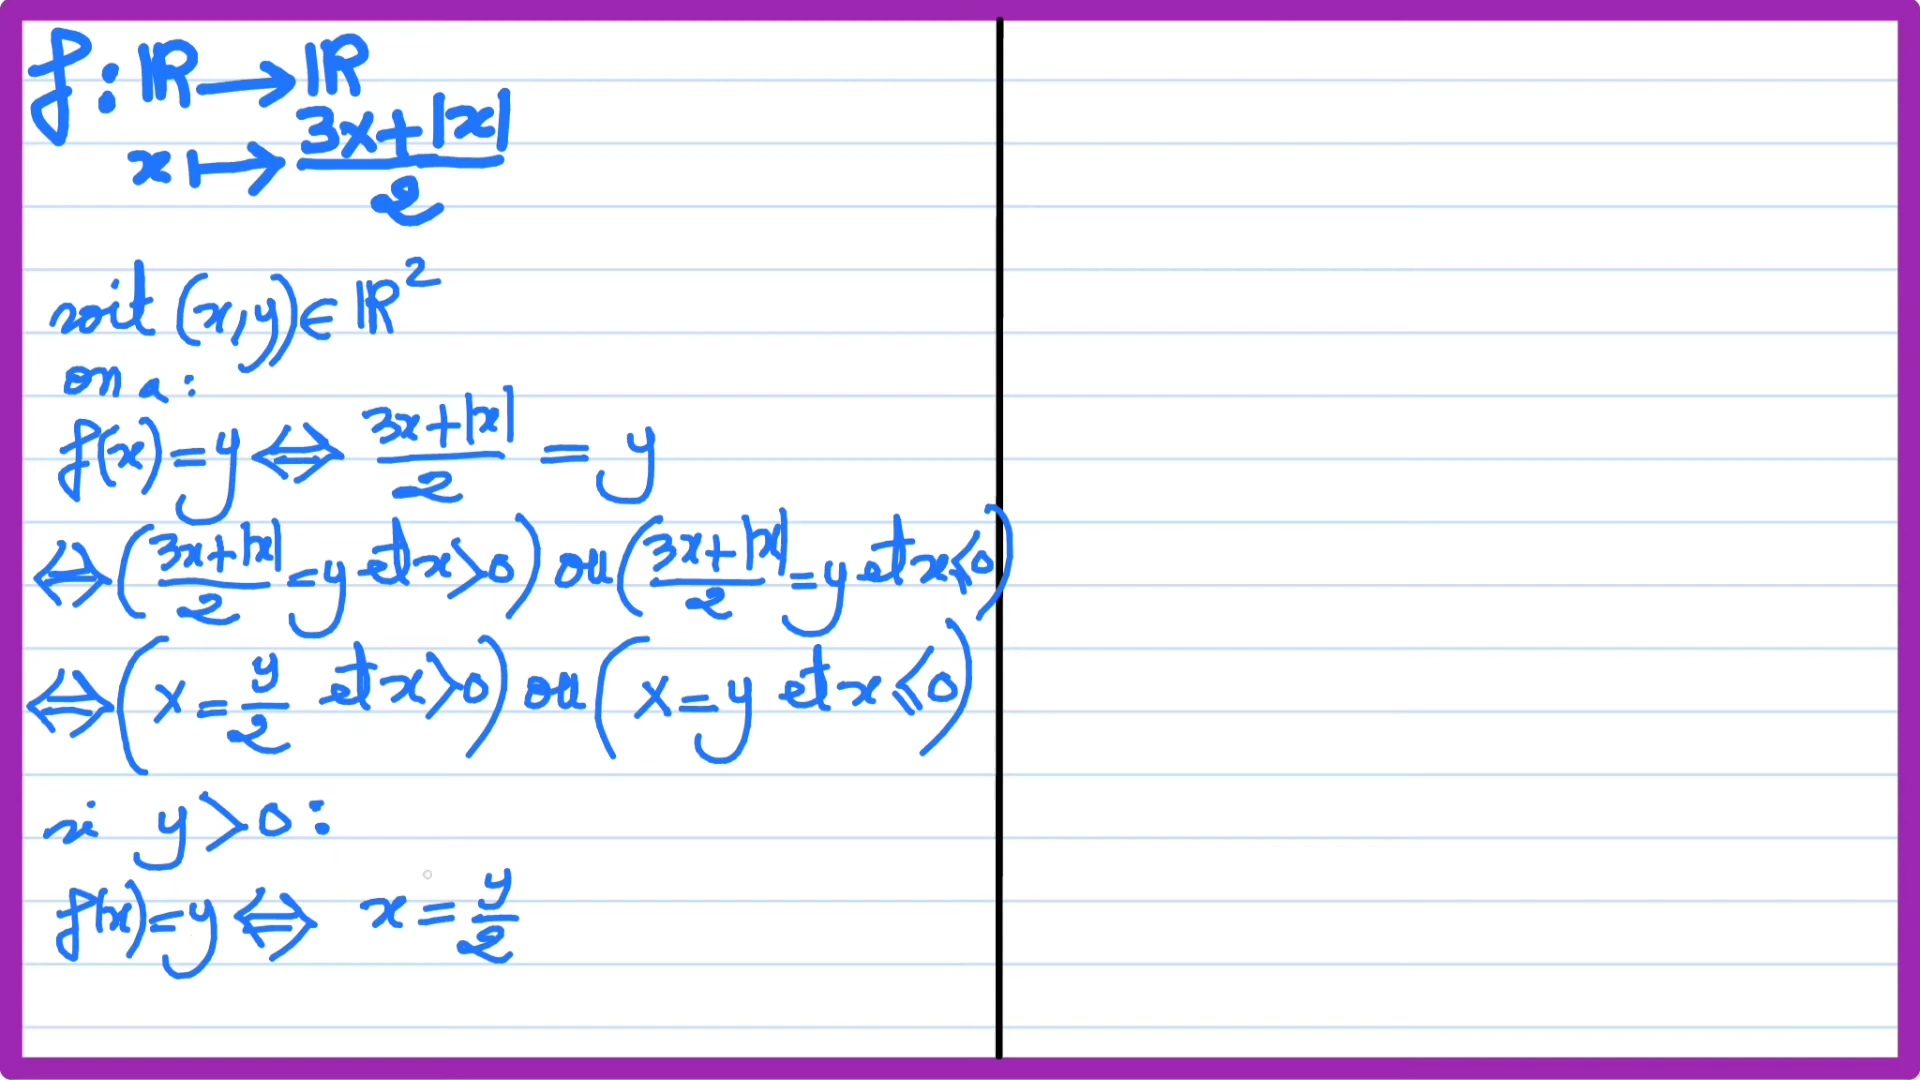 f : ℝ → ℝ
x ↦ (3x+|x|)/2
soit (x,y) ∈ ℝ²
on a :
f(x)=y ⇔ (3x+|x|)/2 = y
⇔ ((3x+|x|)/2 = y et x>0) ou ((3x+|x|)/2 = y et x⩽0)
⇔ (x = y/2 et x>0) ou (x=y et x⩽0)
si y>0 :
f(x)=y ⇔ x = y/2